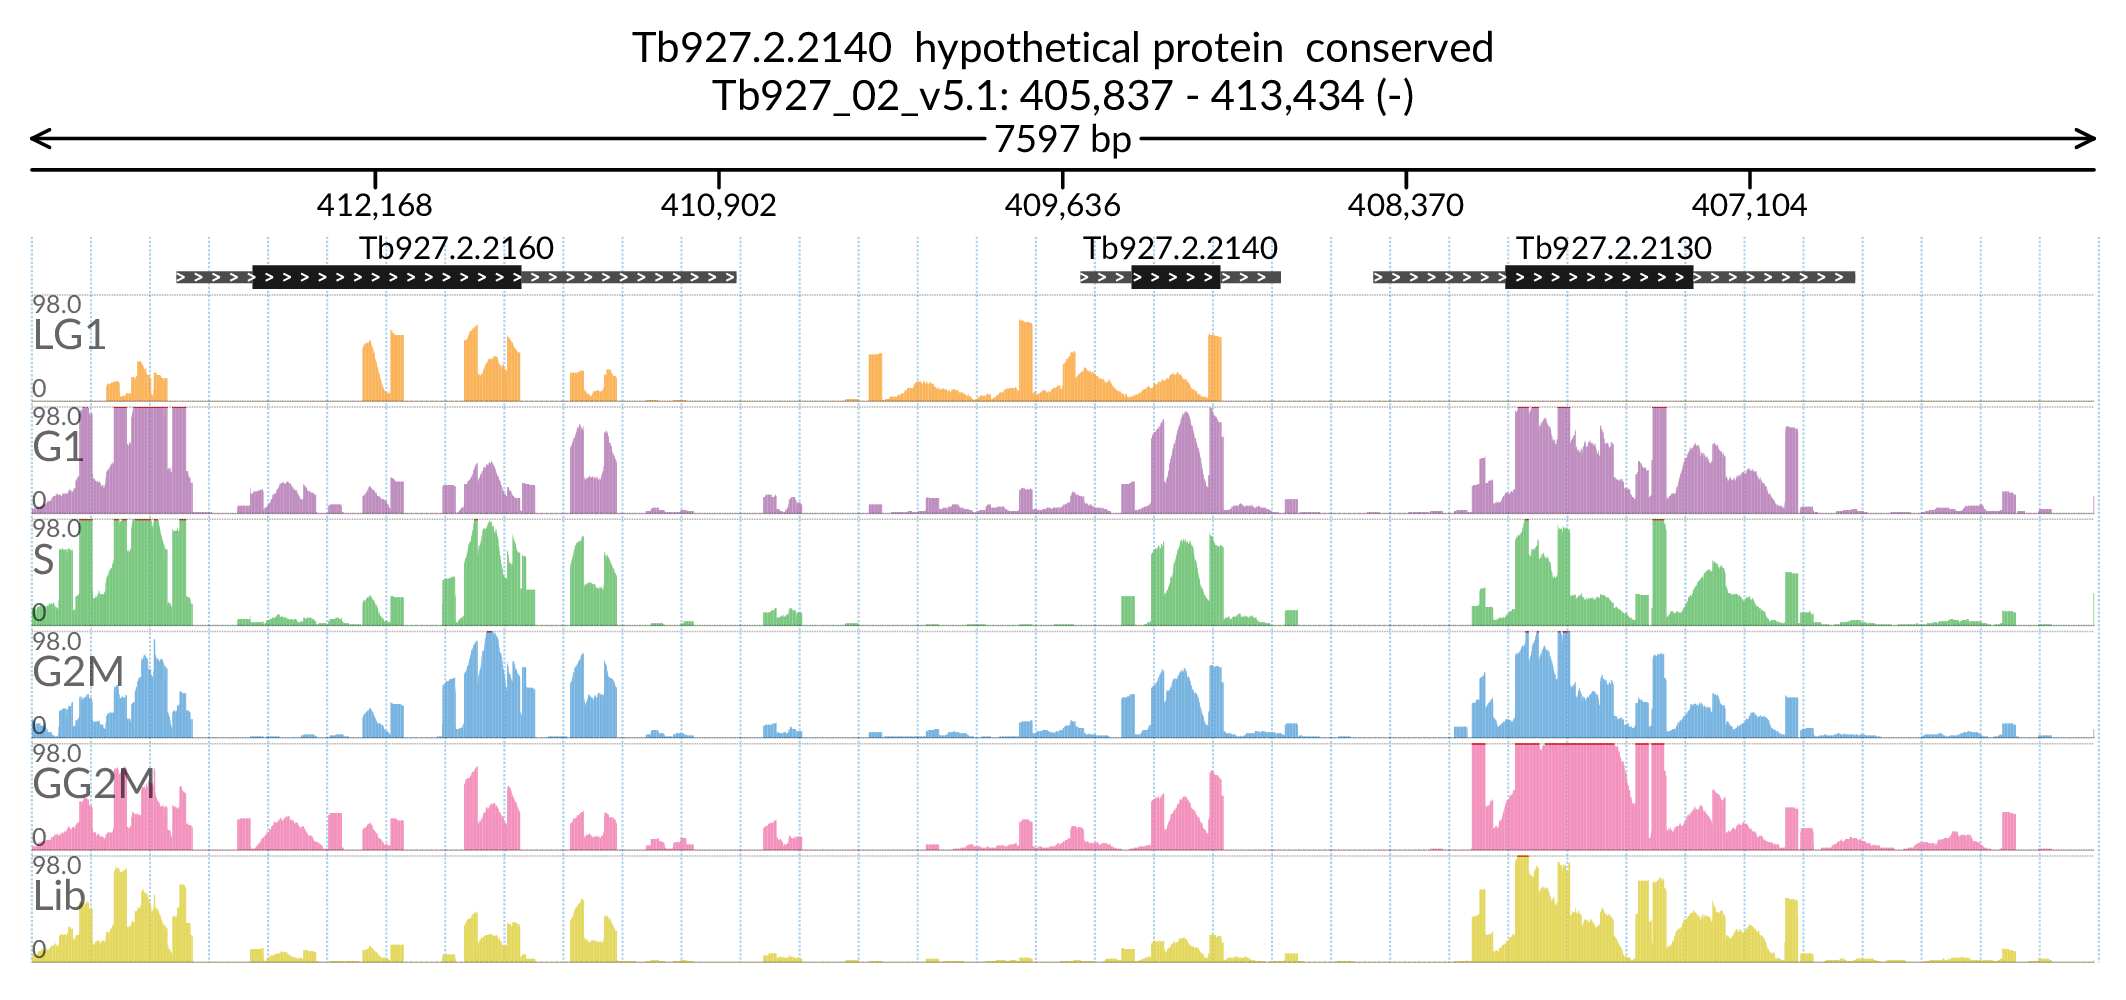 Tb927.2.2140 hypothetical protein conserved
Tb927_02_v5.1: 405,837 - 413,434 (-)
7597 bp
412,168 410,902 409,636 408,370 407,104
Tb927.2.2160 Tb927.2.2140 Tb927.2.2130
98.0
LG1
0
98.0
G1
0
98.0
S
0
98.0
G2M
0
98.0
GG2M
0
98.0
Lib
0